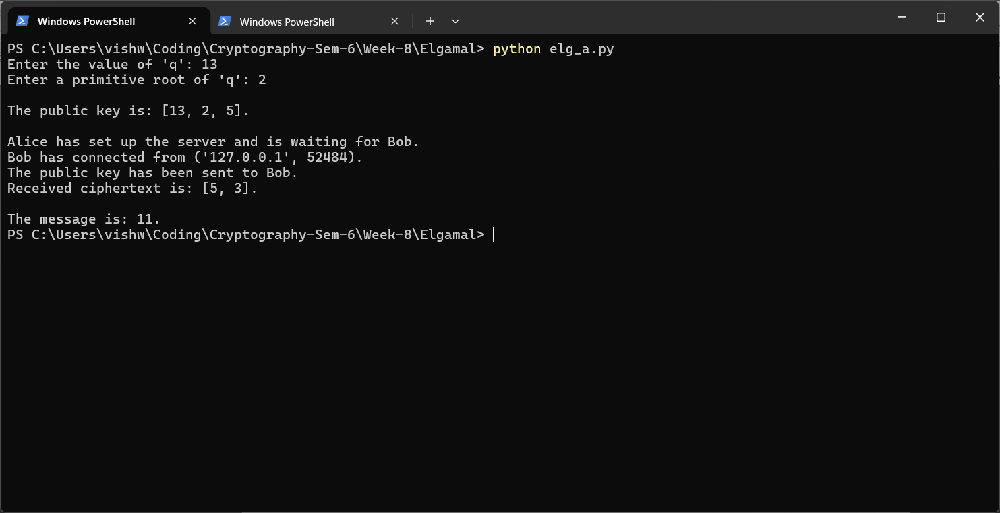 Windows PowerShell
Windows PowerShell
PS C:\Users\vishw\Coding\Cryptography-Sem-6\Week-8\Elgamal> python elg_a.py
Enter the value of 'q': 13
Enter a primitive root of 'q': 2
The public key is: [13, 2, 5].
Alice has set up the server and is waiting for Bob.
Bob has connected from ('127.0.0.1', 52484).
The public key has been sent to Bob.
Received ciphertext is: [5, 3].
The message is: 11.
PS C:\Users\vishw\Coding\Cryptography-Sem-6\Week-8\Elgamal>